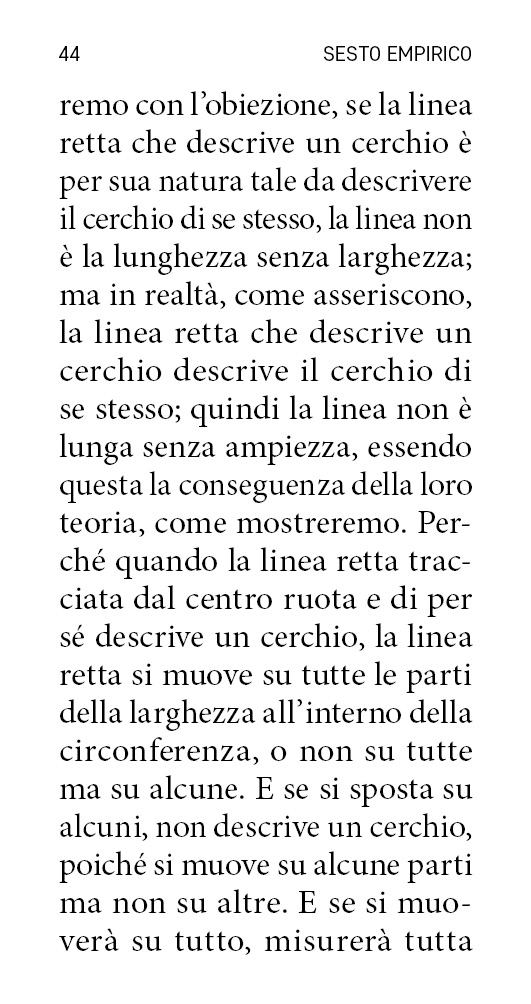 44 SESTO EMPIRICO
remo con l’obiezione, se la linea
retta che descrive un cerchio è
per sua natura tale da descrivere
il cerchio di se stesso, la linea non
è la lunghezza senza larghezza;
ma in realtà, come asseriscono,
la linea retta che descrive un
cerchio descrive il cerchio di
se stesso; quindi la linea non è
lunga senza ampiezza, essendo
questa la conseguenza della loro
teoria, come mostreremo. Per-
ché quando la linea retta trac-
ciata dal centro ruota e di per
sé descrive un cerchio, la linea
retta si muove su tutte le parti
della larghezza all’interno della
circonferenza, o non su tutte
ma su alcune. E se si sposta su
alcuni, non descrive un cerchio,
poiché si muove su alcune parti
ma non su altre. E se si muo-
verà su tutto, misurerà tutta